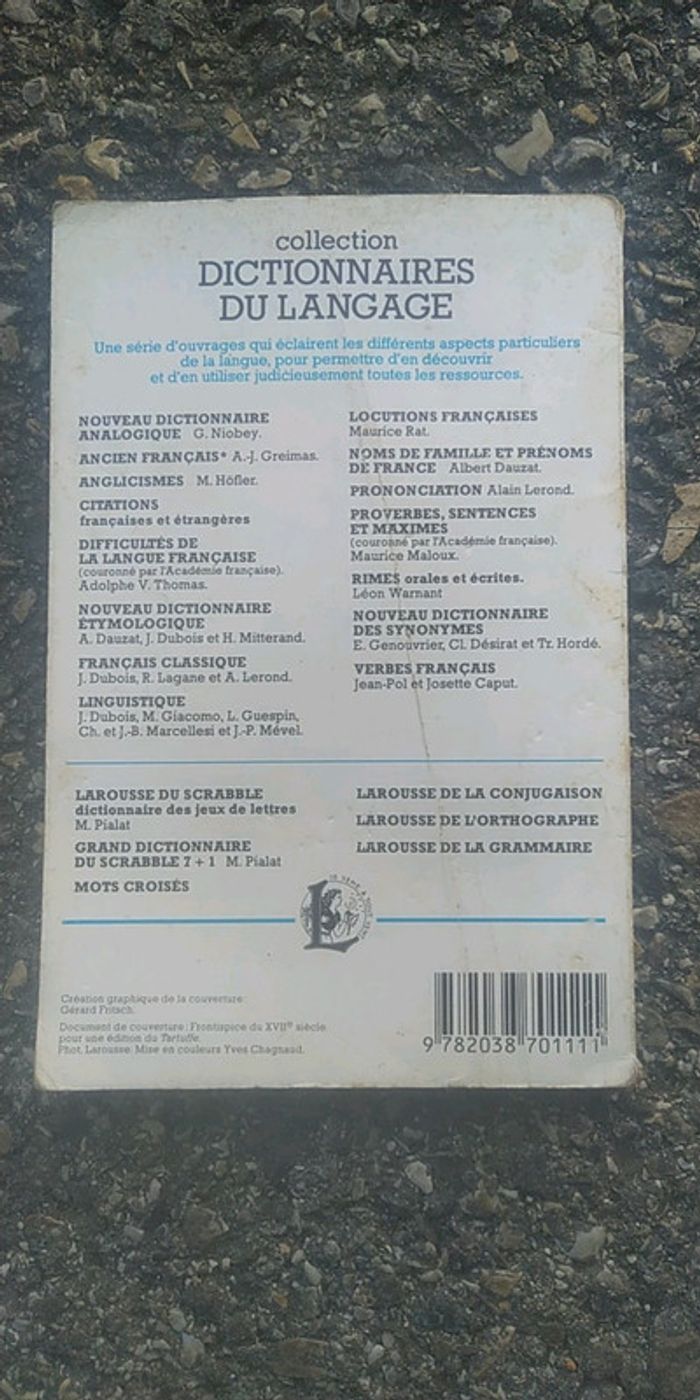 collection
DICTIONNAIRES
DU LANGAGE
Une série d'ouvrages qui éclairent les différents aspects particuliers
de la langue, pour permettre d'en découvrir
et d'en utiliser judicieusement toutes les ressources.
NOUVEAU DICTIONNAIRE
ANALOGIQUE G. Niobey.
ANCIEN FRANÇAIS* A.-J. Greimas.
ANGLICISMES M. Höfler.
CITATIONS
françaises et étrangères
DIFFICULTÉS DE
LA LANGUE FRANÇAISE
(couronné par l'Académie française).
Adolphe V. Thomas.
NOUVEAU DICTIONNAIRE
ÉTYMOLOGIQUE
A. Dauzat, J. Dubois et H. Mitterand.
FRANÇAIS CLASSIQUE
J. Dubois, R. Lagane et A. Lerond.
LINGUISTIQUE
J. Dubois, M. Giacomo, L. Guespin,
Ch. et J.-B. Marcellesi et J.-P. Mével.
LOCUTIONS FRANÇAISES
Maurice Rat.
NOMS DE FAMILLE ET PRÉNOMS
DE FRANCE Albert Dauzat.
PRONONCIATION Alain Lerond.
PROVERBES, SENTENCES
ET MAXIMES
(couronné par l'Académie française).
Maurice Maloux.
RIMES orales et écrites.
Léon Warnant
NOUVEAU DICTIONNAIRE
DES SYNONYMES
E. Genouvrier, Cl. Désirat et Tr. Hordé.
VERBES FRANÇAIS
Jean-Pol et Josette Caput.
LAROUSSE DU SCRABBLE
dictionnaire des jeux de lettres
M. Pialat
GRAND DICTIONNAIRE
DU SCRABBLE 7 + 1 M. Pialat
MOTS CROISÉS
LAROUSSE DE LA CONJUGAISON
LAROUSSE DE L'ORTHOGRAPHE
LAROUSSE DE LA GRAMMAIRE
L
Création graphique de la couverture:
Gérard Fritsch.
Document de couverture: Frontispice du XVIIe siècle
pour une édition du Tartuffe.
Phot. Larousse. Mise en couleurs Yves Chagnaud.
9 782038 701111